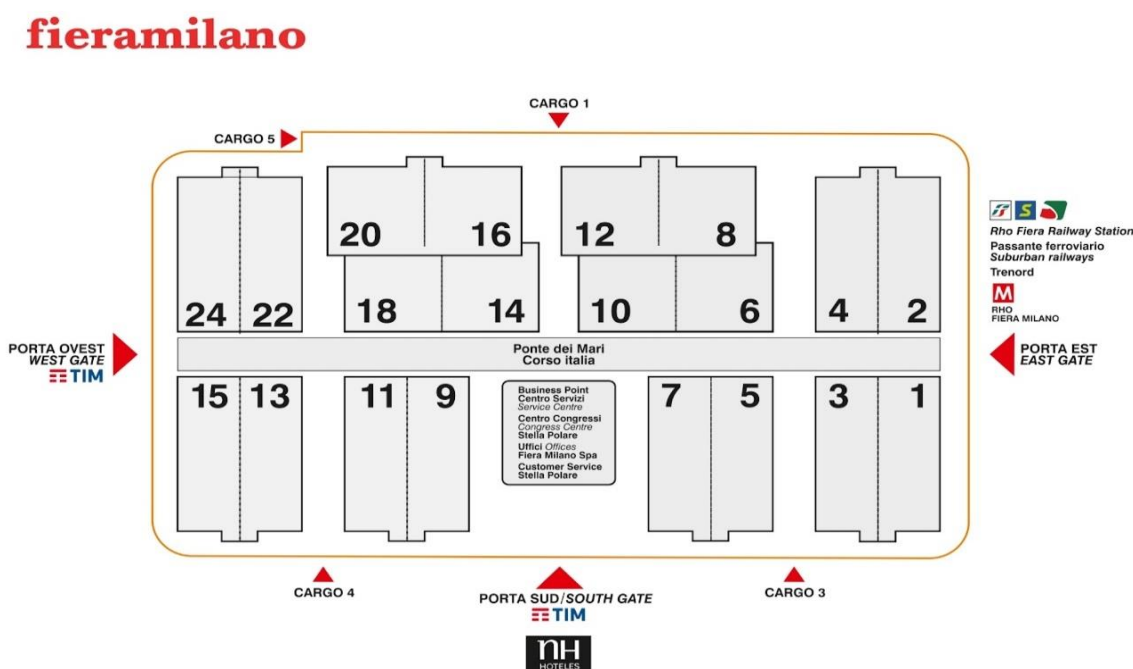 fieramilano
CARGO 1
CARGO 5
20 16
12 8
24 22
18 14
10 6
4 2
S
Rho Fiera Railway Station
Passante ferroviario
Suburban railways
Trenord
M
RHO
FIERA MILANO
PORTA OVEST
WEST GATE
TIM
Ponte dei Mari
Corso italia
PORTA EST
EAST GATE
15 13
11 9
Business Point
Centro Servizi
Service Centre
Centro Congressi
Congress Centre
Stella Polare
Uffici Offices
Fiera Milano Spa
Customer Service
Stella Polare
7 5
3 1
CARGO 4
PORTA SUD/SOUTH GATE
TIM
CARGO 3
nH
HOTELES